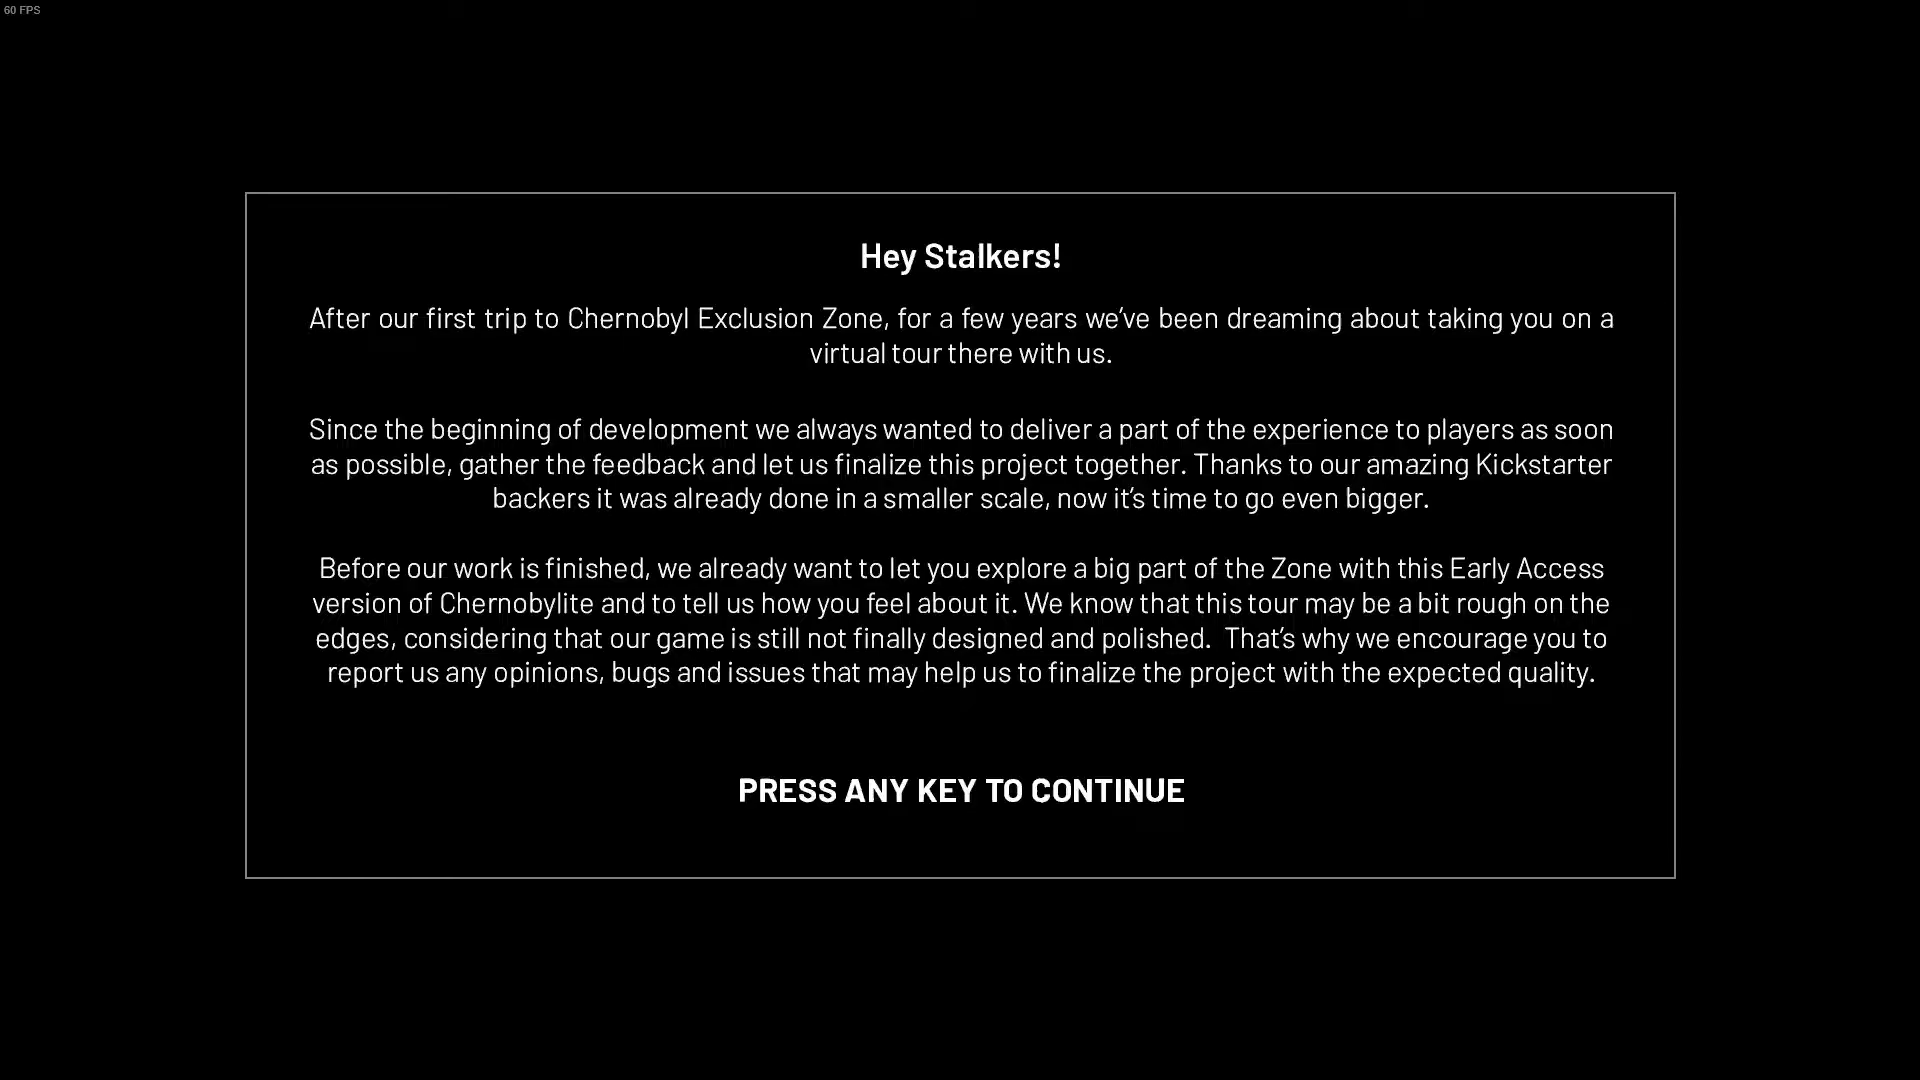 60 FPS
Hey Stalkers!
After our first trip to Chernobyl Exclusion Zone, for a few years we’ve been dreaming about taking you on a
virtual tour there with us.
Since the beginning of development we always wanted to deliver a part of the experience to players as soon
as possible, gather the feedback and let us finalize this project together. Thanks to our amazing Kickstarter
backers it was already done in a smaller scale, now it’s time to go even bigger.
Before our work is finished, we already want to let you explore a big part of the Zone with this Early Access
version of Chernobylite and to tell us how you feel about it. We know that this tour may be a bit rough on the
edges, considering that our game is still not finally designed and polished.  That’s why we encourage you to
report us any opinions, bugs and issues that may help us to finalize the project with the expected quality.
PRESS ANY KEY TO CONTINUE